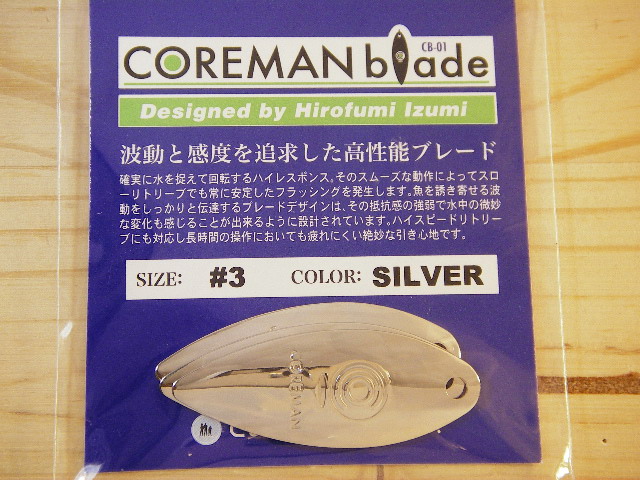 COREMAN blade
CB-01
Designed by Hirofumi Izumi
波動と感度を追求した高性能ブレード
確実に水を捉えて回転するハイレスポンス。そのスムーズな動作によってスロ
ーリトリーブでも常に安定したフラッシングを発生します。魚を誘き寄せる波
動をしっかりと伝達するブレードデザインは、その抵抗感の強弱で水中の微妙
な変化も感じることが出来るように設計されています。ハイスピードリトリー
ブにも対応し長時間の操作においても疲れにくい絶妙な引き心地です。
SIZE: #3 COLOR: SILVER
COREMAN